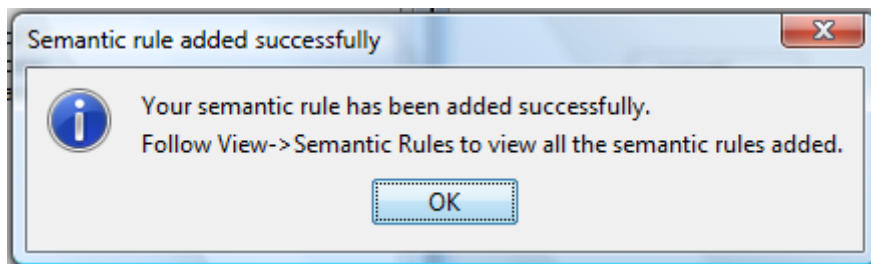 Semantic rule added successfully
Your semantic rule has been added successfully.
Follow View->Semantic Rules to view all the semantic rules added.
OK